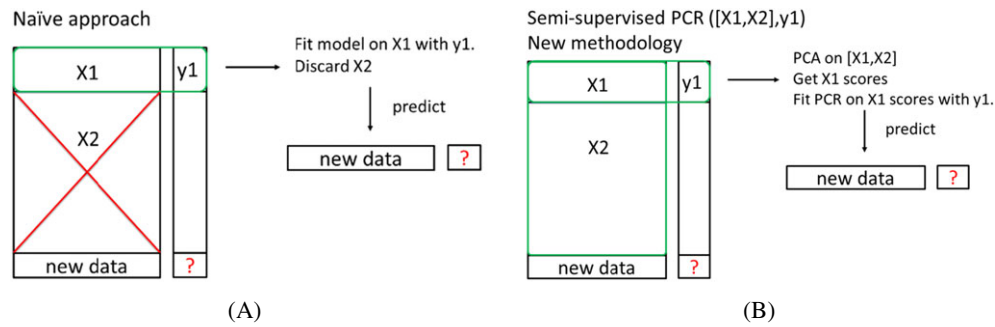 Naïve approach
X1
y1
X2
new data
?
Fit model on X1 with y1.
Discard X2
predict
new data
?
(A)
Semi-supervised PCR ([X1,X2],y1)
New methodology
X1
y1
X2
new data
?
PCA on [X1,X2]
Get X1 scores
Fit PCR on X1 scores with y1.
predict
new data
?
(B)